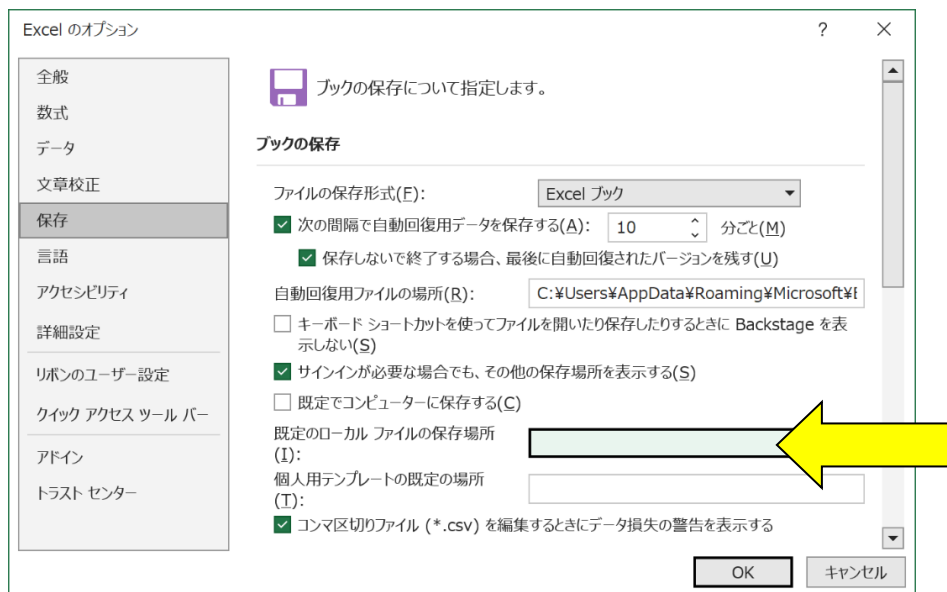 Excel のオプション ?
全般
数式
データ
文章校正
保存
言語
アクセシビリティ
詳細設定
リボンのユーザー設定
クイック アクセス ツール バー
アドイン
トラスト センター
ブックの保存について指定します。
ブックの保存
ファイルの保存形式(F): Excel ブック
次の間隔で自動回復用データを保存する(A): 10 分ごと(M)
保存しないで終了する場合、最後に自動回復されたバージョンを残す(U)
自動回復用ファイルの場所(R): C:¥Users¥AppData¥Roaming¥Microsoft¥E
キーボード ショートカットを使ってファイルを開いたり保存したりするときに Backstage を表
示しない(S)
サインインが必要な場合でも、その他の保存場所を表示する(S)
既定でコンピューターに保存する(C)
既定のローカル ファイルの保存場所
(I):
個人用テンプレートの既定の場所
(T):
コンマ区切りファイル (*.csv) を編集するときにデータ損失の警告を表示する
OK キャンセル